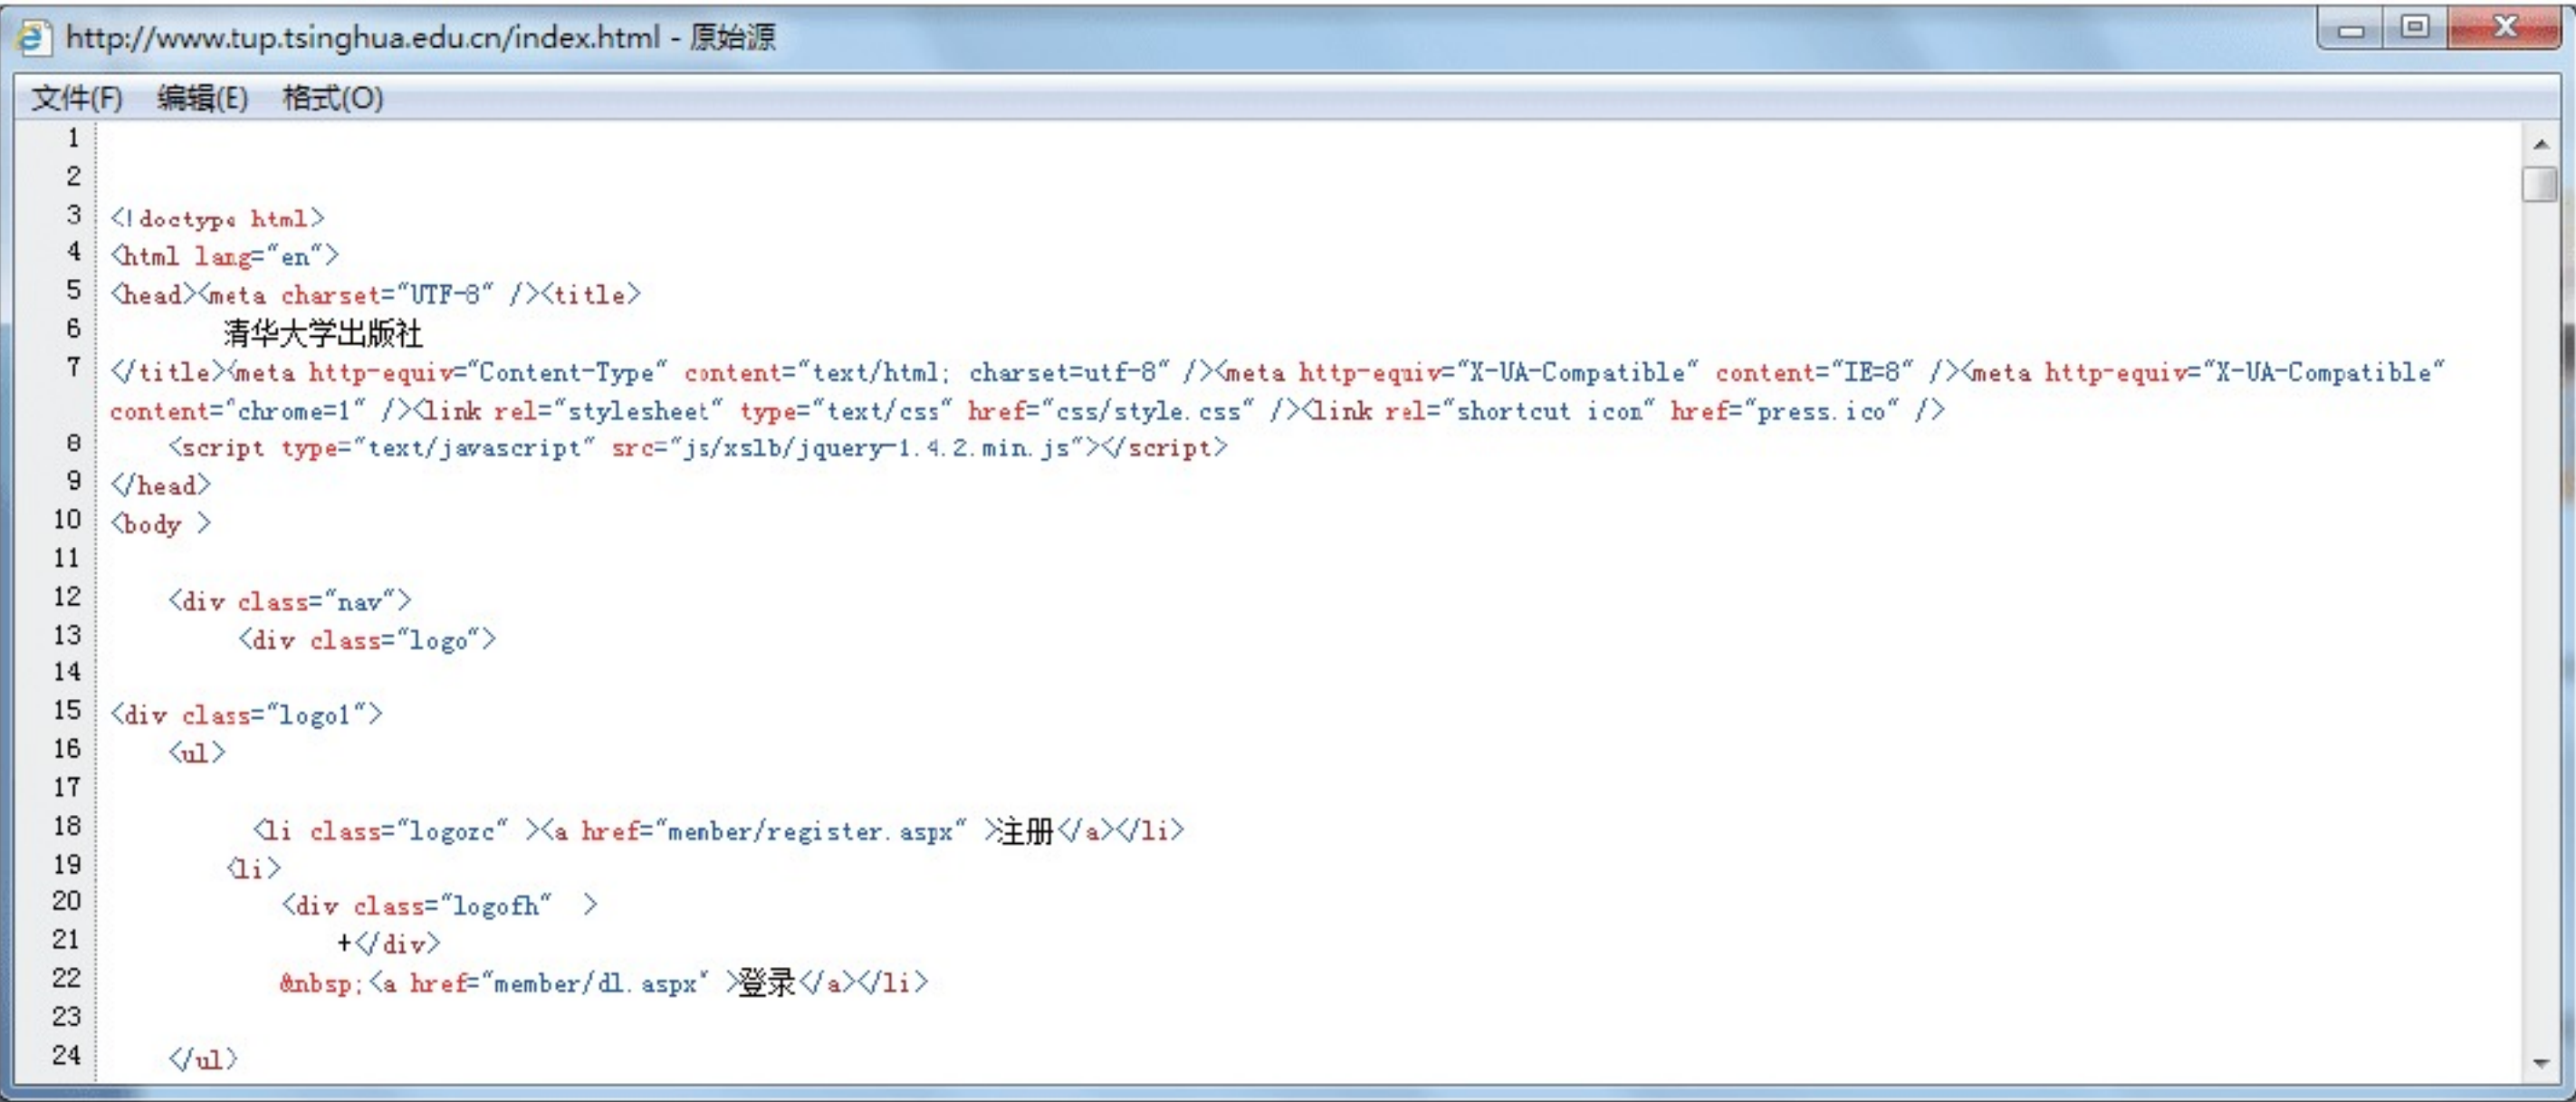 http://www.tup.tsinghua.edu.cn/index.html - 原始源
文件(F) 编辑(E) 格式(O)
1
2
3 <!doctype html>
4 <html lang="en">
5 <head><meta charset="UTF-8" /><title>
6 清华大学出版社
7 </title><meta http-equiv="Content-Type" content="text/html; charset=utf-8" /><meta http-equiv="X-UA-Compatible" content="IE=8" /><meta http-equiv="X-UA-Compatible"
content="chrome=1" /><link rel="stylesheet" type="text/css" href="css/style.css" /><link rel="shortcut icon" href="press.ico" />
8 <script type="text/javascript" src="js/xslb/jquery-1.4.2.min.js"></script>
9 </head>
10 <body >
11
12 <div class="nav">
13 <div class="logo">
14
15 <div class="logo1">
16 <ul>
17
18 <li class="logozc" ><a href="member/register.aspx" >注册</a></li>
19 <li>
20 <div class="logofh" >
21 +</div>
22 &nbsp;<a href="member/dl.aspx" >登录</a></li>
23
24 </ul>